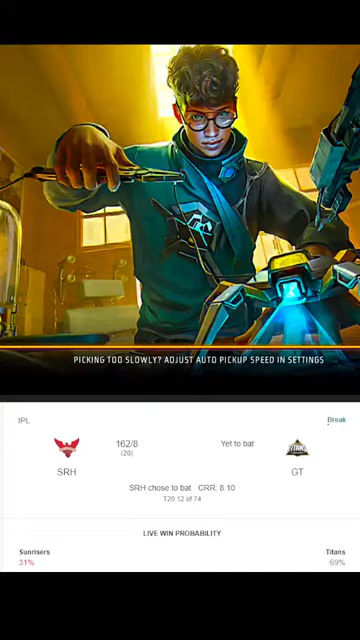 PICKING TOO SLOWLY? ADJUST AUTO PICKUP SPEED IN SETTINGS
IPL
Break
162/8
(20)
Yet to bat
TITANS
SRH
GT
SRH chose to bat CRR: 8.10
T20 12 of 74
LIVE WIN PROBABILITY
Sunrisers
Titans
31%
69%